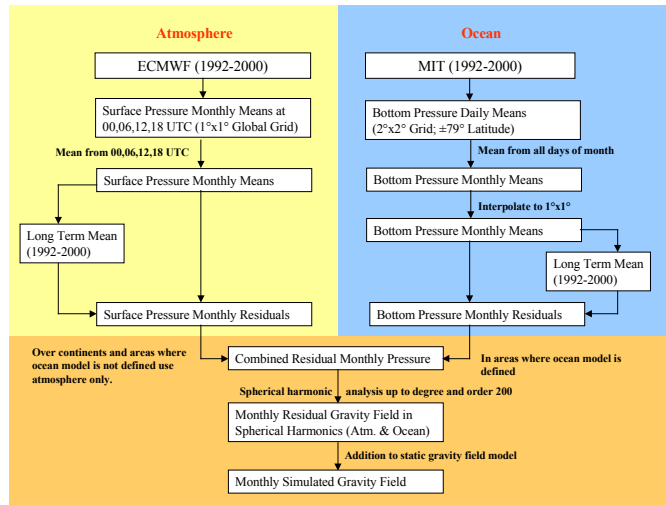 Atmosphere
ECMWF (1992-2000)
Surface Pressure Monthly Means at
00,06,12,18 UTC (1°x1° Global Grid)
Mean from 00,06,12,18 UTC
Surface Pressure Monthly Means
Long Term Mean
(1992-2000)
Surface Pressure Monthly Residuals
Ocean
MIT (1992-2000)
Bottom Pressure Daily Means
(2°x2° Grid; ±79° Latitude)
Mean from all days of month
Bottom Pressure Monthly Means
Interpolate to 1°x1°
Bottom Pressure Monthly Means
Long Term Mean
(1992-2000)
Bottom Pressure Monthly Residuals
Over continents and areas where
ocean model is not defined use
atmosphere only.
Combined Residual Monthly Pressure
In areas where ocean model is
defined
Spherical harmonic analysis up to degree and order 200
Monthly Residual Gravity Field in
Spherical Harmonics (Atm. & Ocean)
Addition to static gravity field model
Monthly Simulated Gravity Field